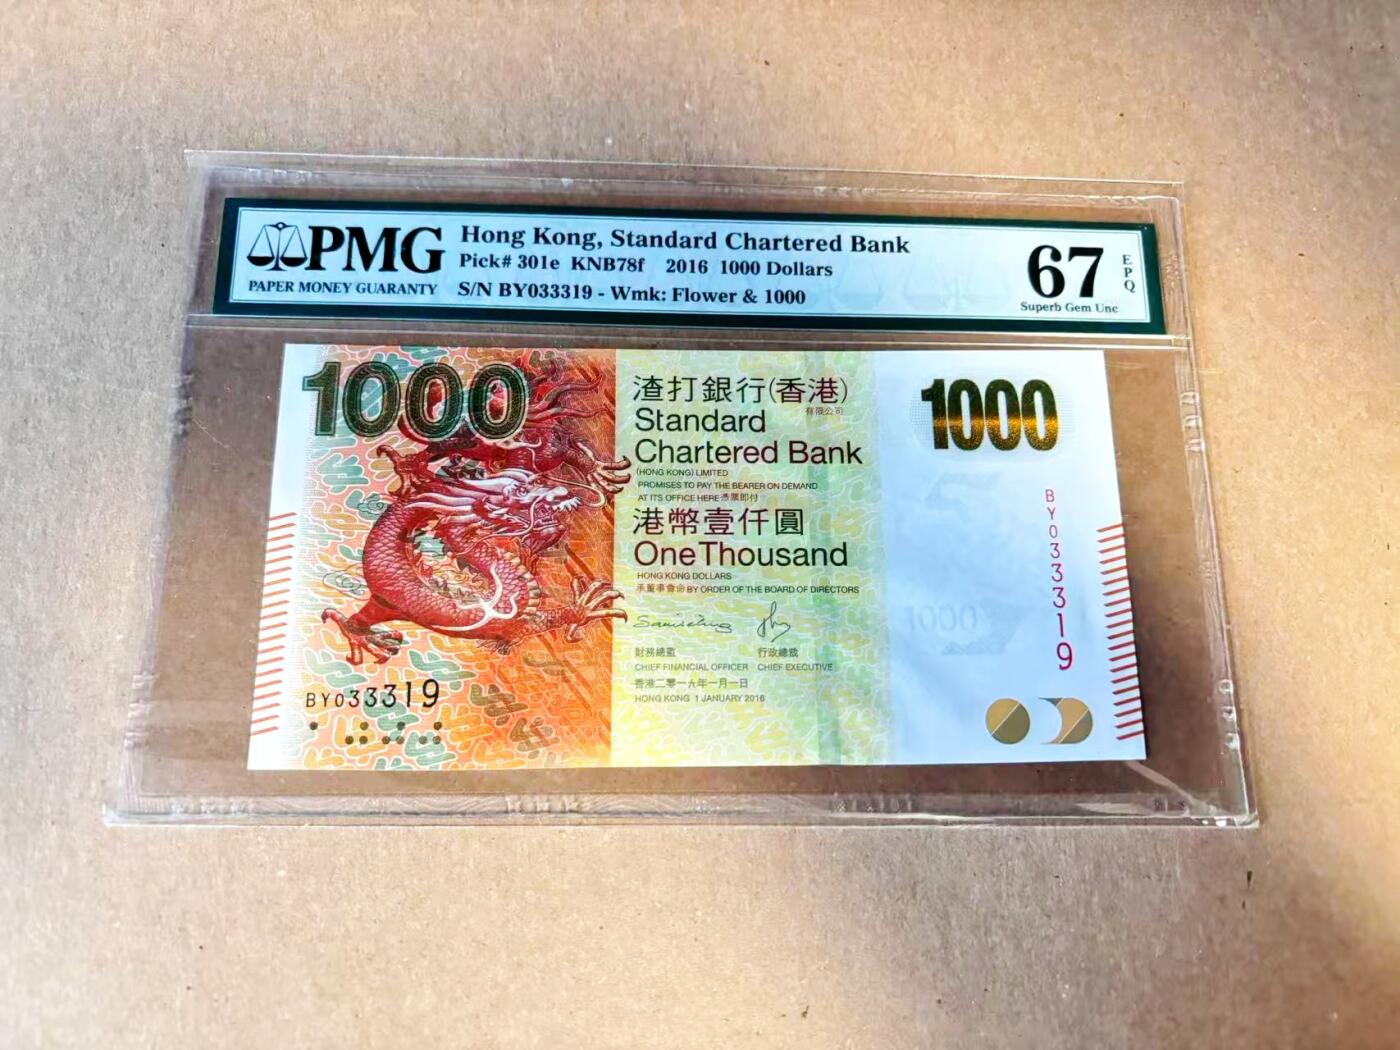 PMG
PAPER MONEY GUARANTY
Hong Kong, Standard Chartered Bank
Pick# 301e KNB78f 2016 1000 Dollars
S/N BY033319 - Wmk: Flower & 1000
67
EPQ
Superb Gem Unc
1000
渣打銀行(香港)
有限公司
Standard
Chartered Bank
(HONG KONG) LIMITED
PROMISES TO PAY THE BEARER ON DEMAND
AT ITS OFFICE HERE 憑票即付
港幣壹仟圓
One Thousand
HONG KONG DOLLARS
承董事會命 BY ORDER OF THE BOARD OF DIRECTORS
財務總監 行政總裁
CHIEF FINANCIAL OFFICER CHIEF EXECUTIVE
香港二零一六年一月一日
HONG KONG 1 JANUARY 2016
BY033319
1000
BY033319
1000